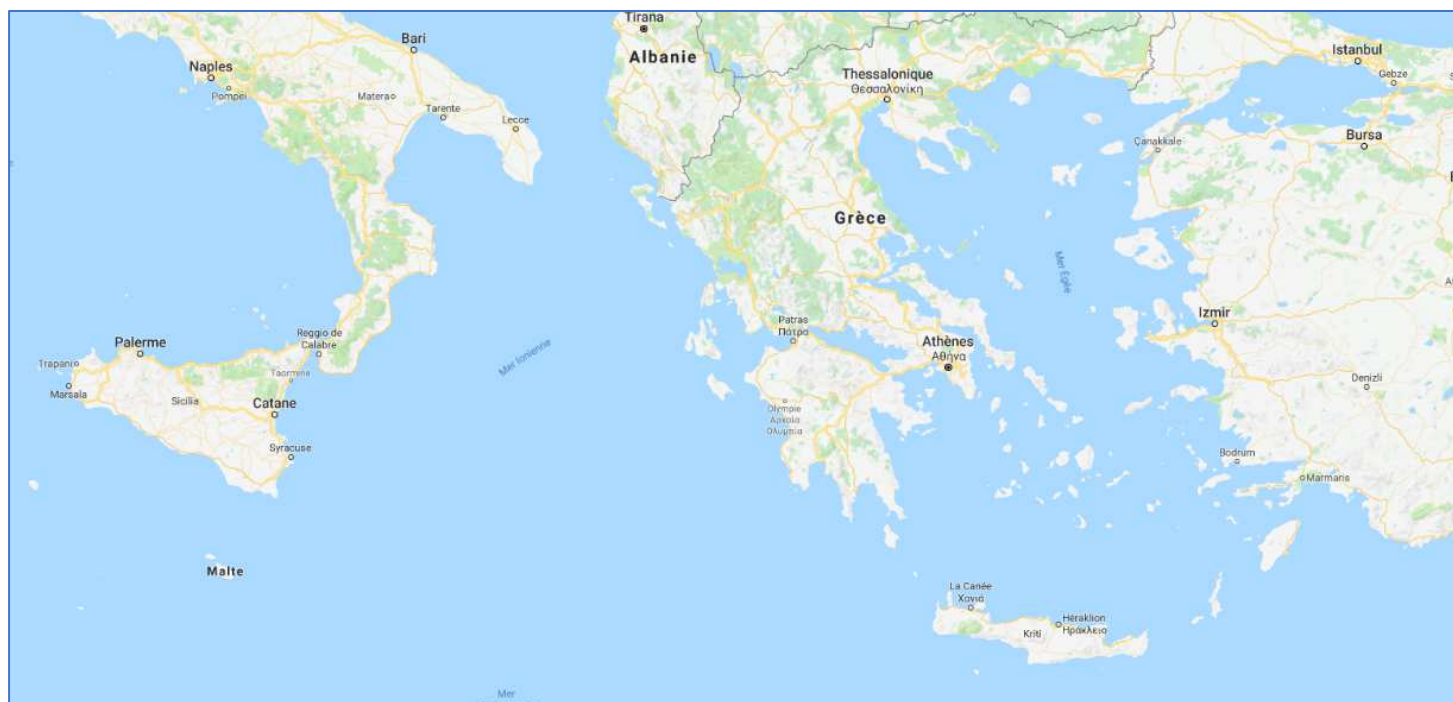 Tirana
Albanie
Bari
Naples
Pompei
Matera
Tarente
Lecce
Thessalonique
Θεσσαλονίκη
Istanbul
Gebze
Çanakkale
Bursa
Grèce
Mer Égée
Izmir
Palerme
Trapani
Marsala
Sicilia
Reggio de
Calabre
Taormine
Catane
Syracuse
Mer Ionienne
Patras
Πάτρα
Athènes
Αθήνα
Olympie
Αρχαία
Ολυμπία
Denizli
Bodrum
Marmaris
Malte
La Canée
Χανιά
Héraklion
Ηράκλειο
Kriti
Mer